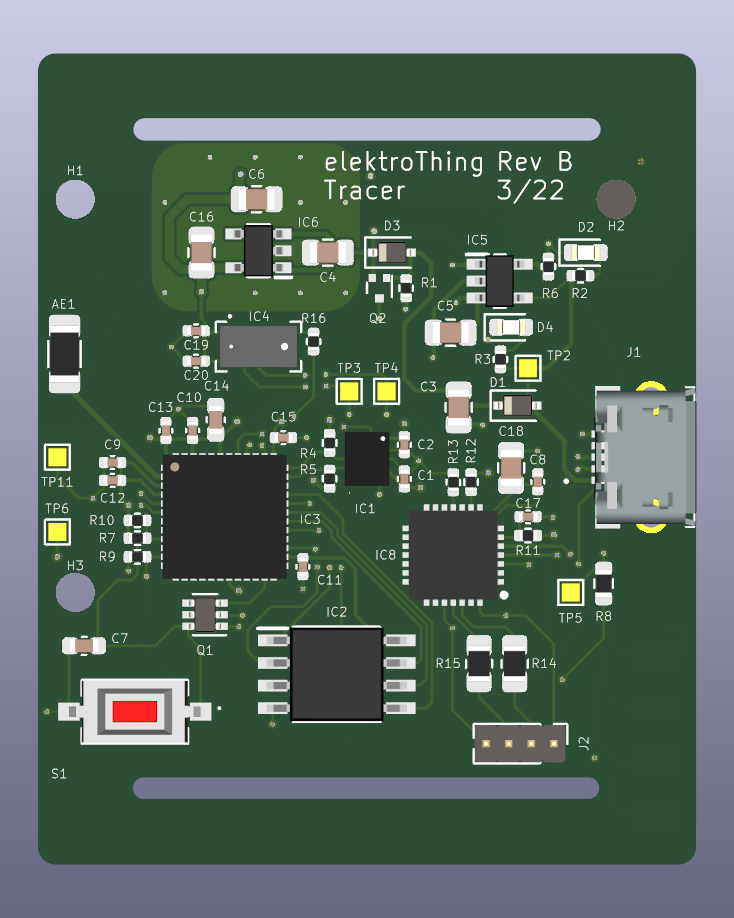 elektroThing Rev B
Tracer 3/22
H1
C6
H2
C16
IC6
D3
IC5
D2
C4
R1
R6
R2
AE1
Q2
IC4
R16
C5
D4
C19
C20
R3
TP2
J1
TP3
TP4
C14
C3
D1
C13
C10
C15
C18
R4
C2
R13
R12
C8
C9
TP11
C12
R5
C1
TP6
R10
IC3
IC1
C17
R7
R11
R9
IC8
H3
C11
TP5
R8
IC2
C7
Q1
R15
R14
J2
S1